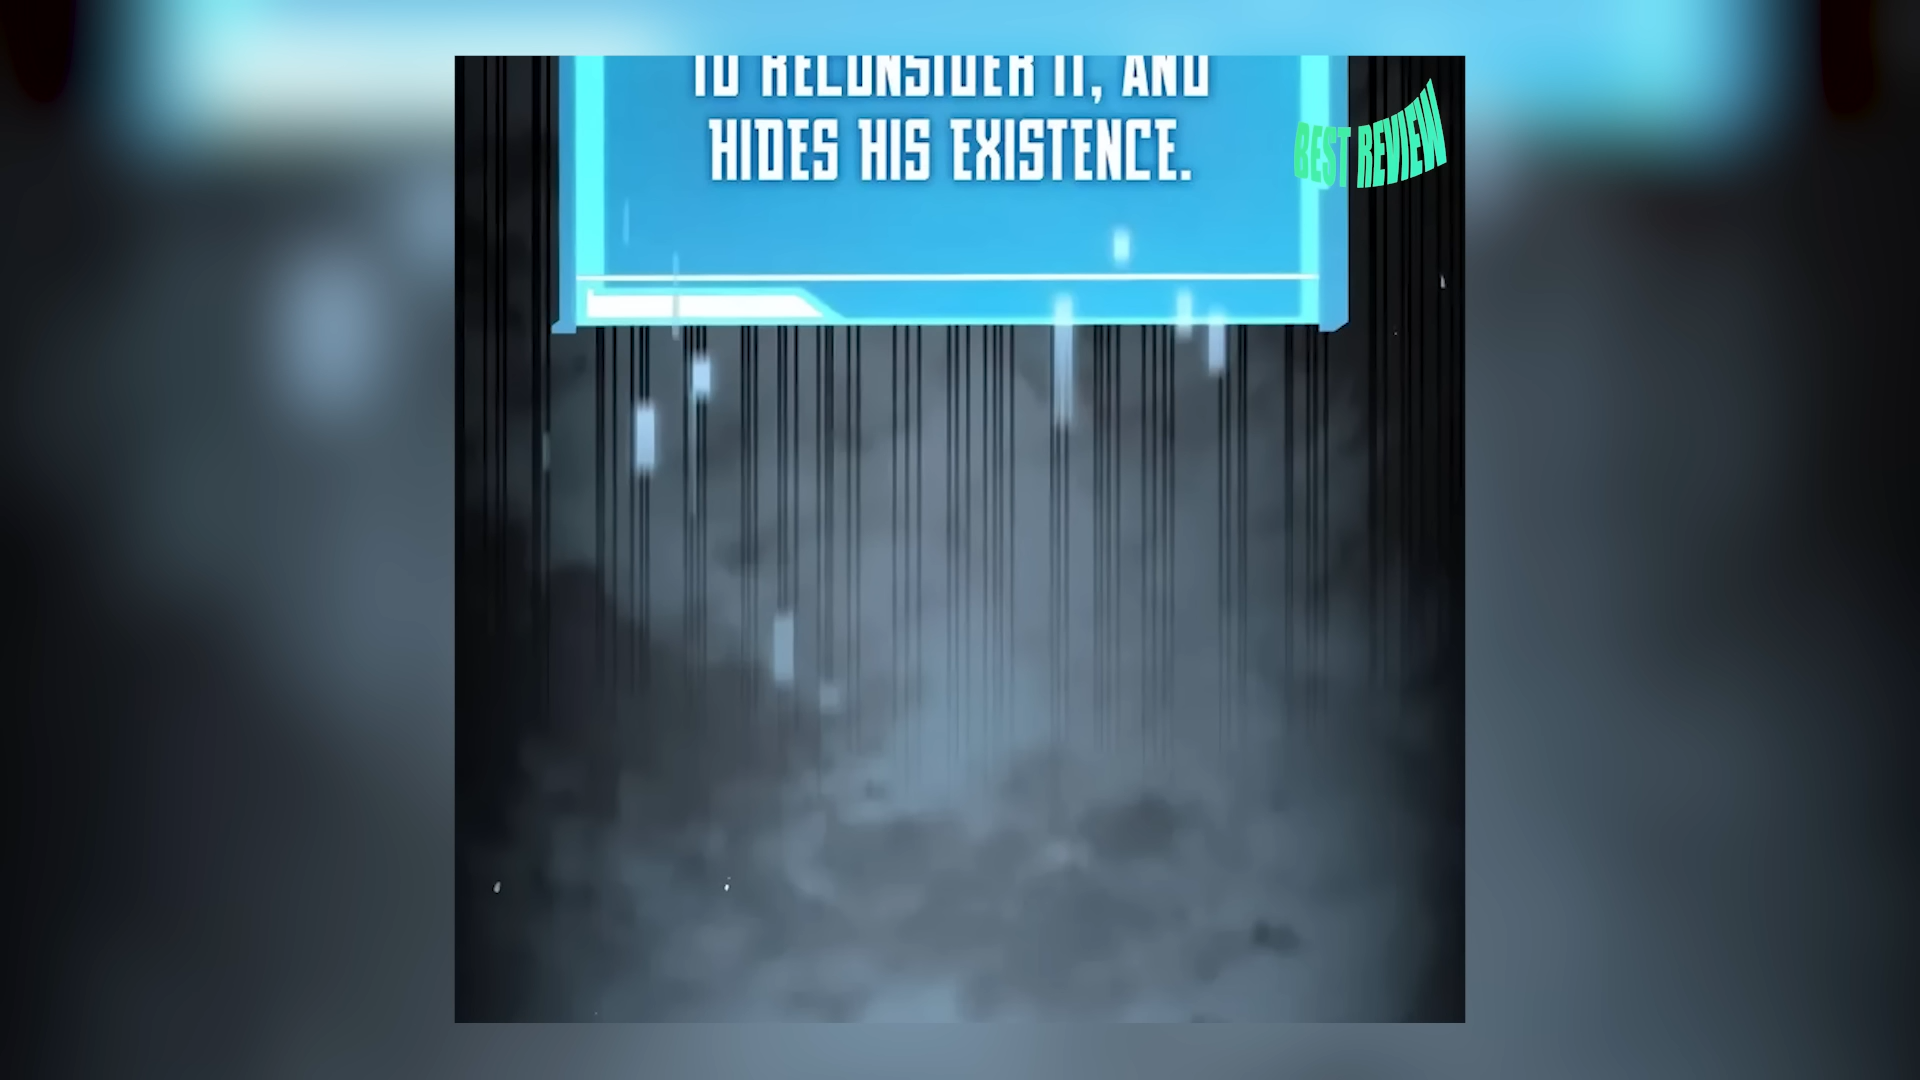 TO RECONSIDER IT, AND
HIDES HIS EXISTENCE.
BEST REVIEW